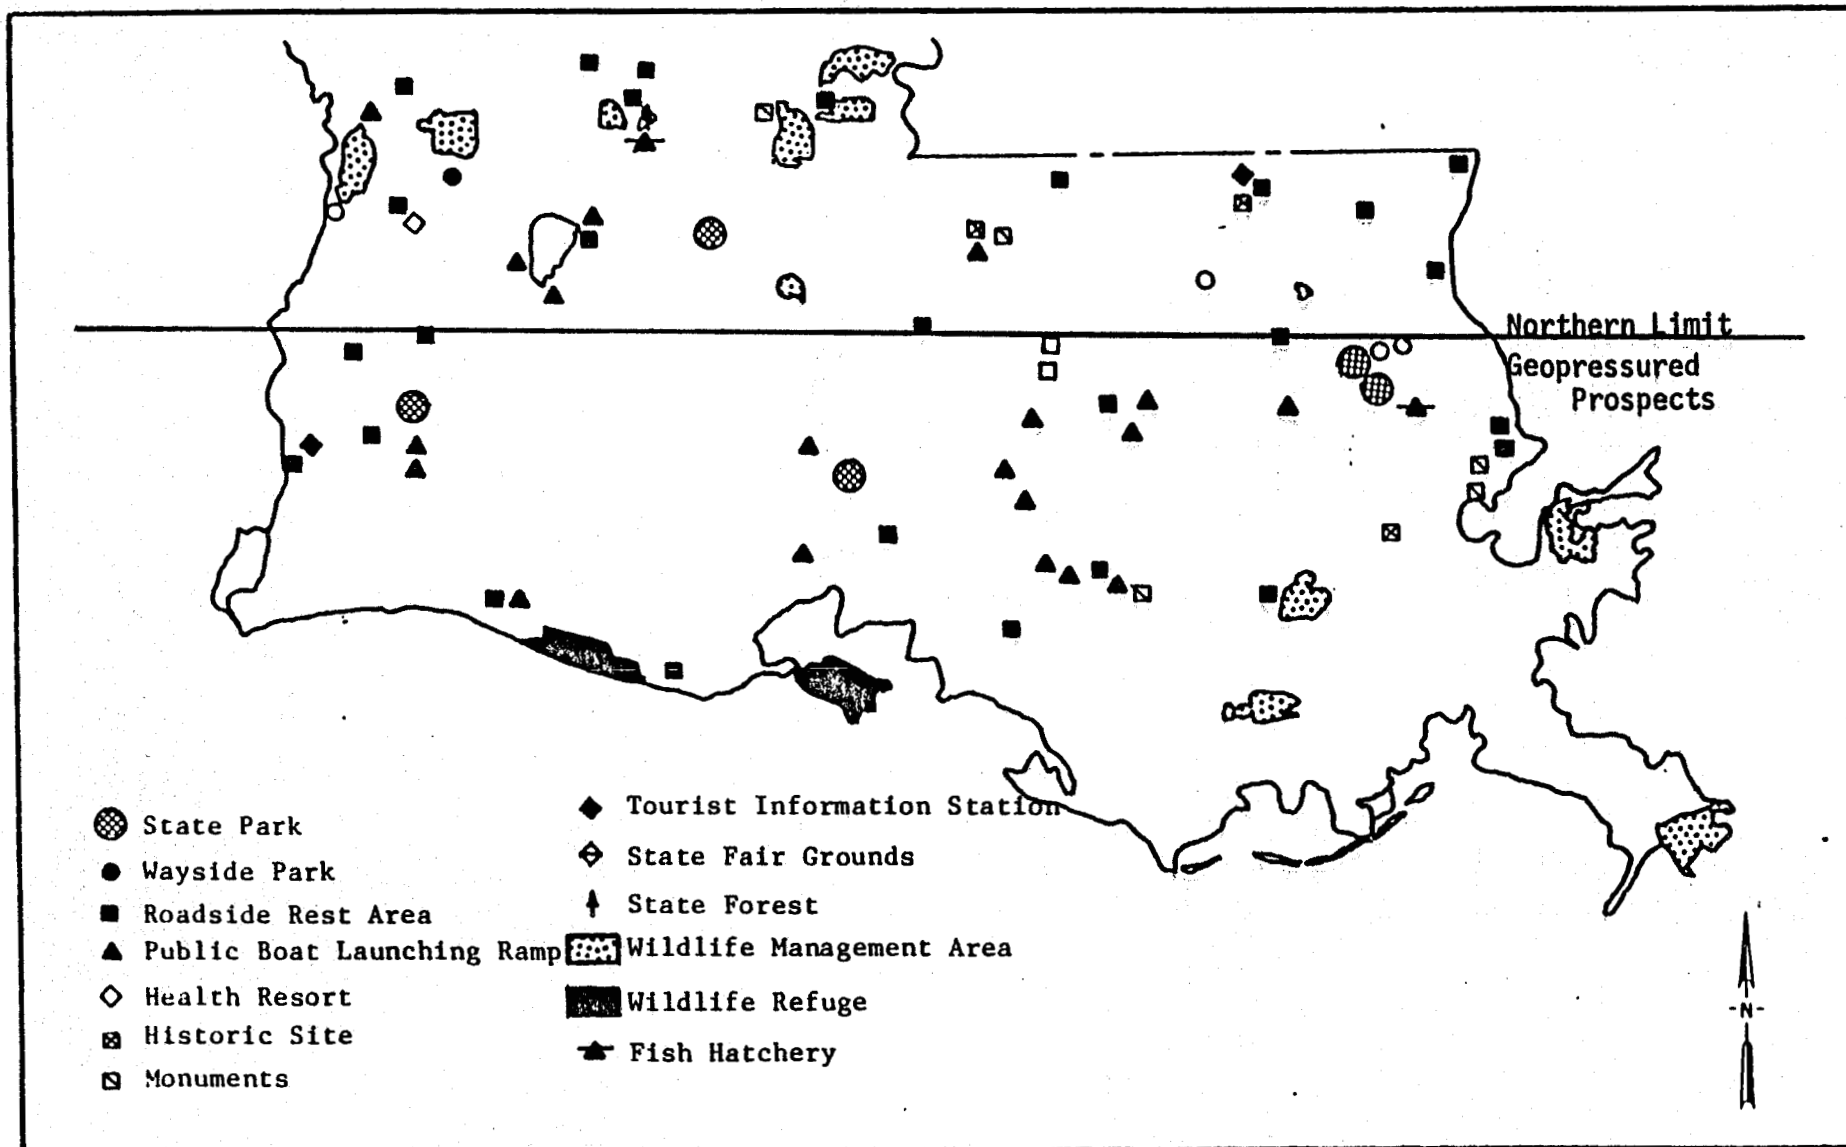 Northern Limit
Geopressured
Prospects
State Park
Wayside Park
Roadside Rest Area
Public Boat Launching Ramp
Health Resort
Historic Site
Monuments
Tourist Information Station
State Fair Grounds
State Forest
Wildlife Management Area
Wildlife Refuge
Fish Hatchery
-N-